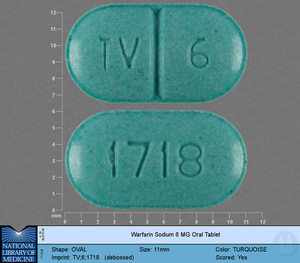 TV 6
1718
12
11
10
9
8
7
6
5
4
3
2
1
mm 1 2 3 4 5 6 7 8 9 10 11 12
NATIONAL
LIBRARY OF
MEDICINE
Warfarin Sodium 6 MG Oral Tablet
Shape: OVAL Size: 11mm Color: TURQUOISE
Imprint: TV;6;1718 (debossed) Scored: Yes